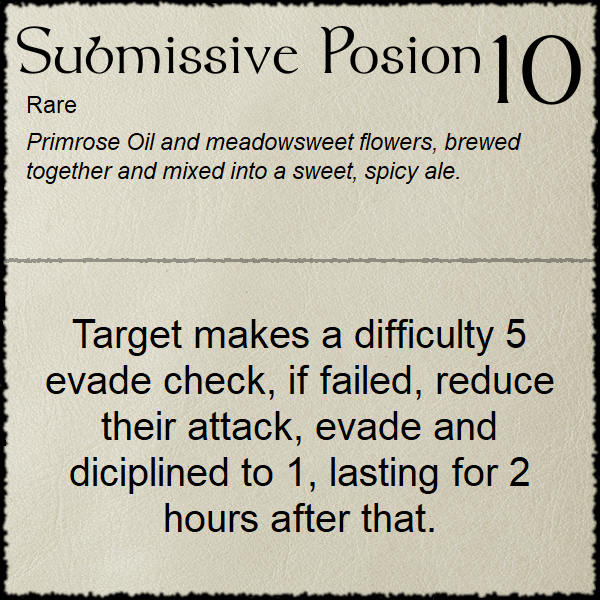 Submissive Posion 10
Rare
Primrose Oil and meadowsweet flowers, brewed
together and mixed into a sweet, spicy ale.
Target makes a difficulty 5
evade check, if failed, reduce
their attack, evade and
diciplined to 1, lasting for 2
hours after that.